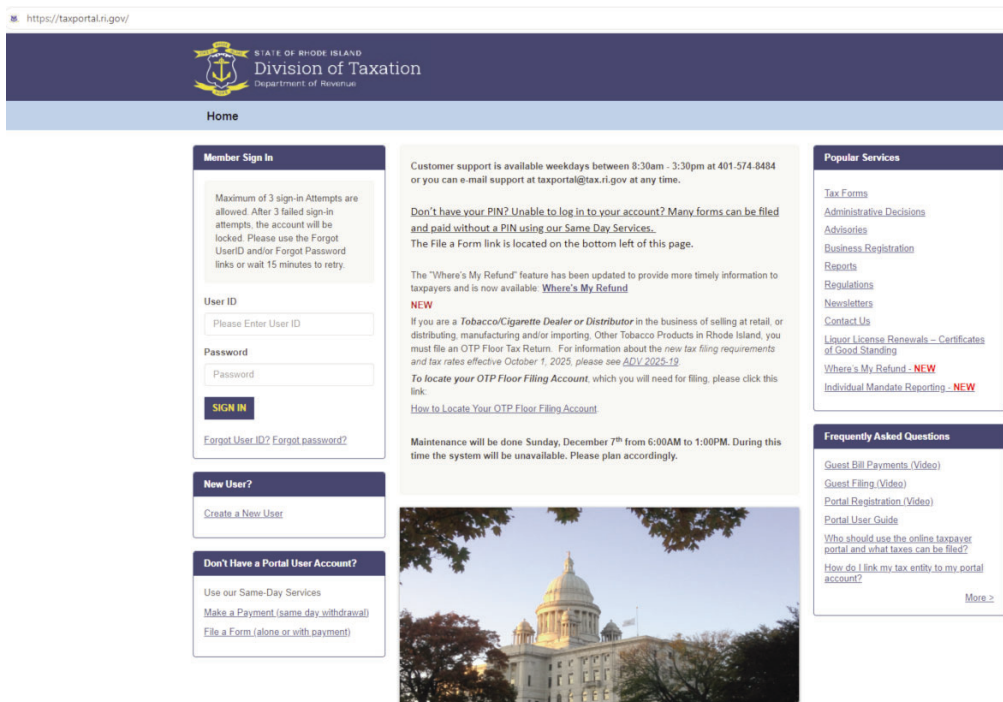 https://taxportal.ri.gov/
STATE OF RHODE ISLAND
Division of Taxation
Department of Revenue
Home
Member Sign In
Maximum of 3 sign-in Attempts are
allowed. After 3 failed sign-in
attempts, the account will be
locked. Please use the Forgot
UserID and/or Forgot Password
links or wait 15 minutes to retry.
User ID
Please Enter User ID
Password
Password
SIGN IN
Forgot User ID? Forgot password?
New User?
Create a New User
Don't Have a Portal User Account?
Use our Same-Day Services
Make a Payment (same day withdrawal)
File a Form (alone or with payment)
Customer support is available weekdays between 8:30am - 3:30pm at 401-574-8484
or you can e-mail support at taxportal@tax.ri.gov at any time.
Don't have your PIN? Unable to log in to your account? Many forms can be filed
and paid without a PIN using our Same Day Services.
The File a Form link is located on the bottom left of this page.
The "Where's My Refund" feature has been updated to provide more timely information to
taxpayers and is now available: Where's My Refund
NEW
If you are a Tobacco/Cigarette Dealer or Distributor in the business of selling at retail, or
distributing, manufacturing and/or importing, Other Tobacco Products in Rhode Island, you
must file an OTP Floor Tax Return. For information about the new tax filing requirements
and tax rates effective October 1, 2025, please see ADV 2025-19.
To locate your OTP Floor Filing Account, which you will need for filing, please click this
link:
How to Locate Your OTP Floor Filing Account
Maintenance will be done Sunday, December 7th from 6:00AM to 1:00PM. During this
time the system will be unavailable. Please plan accordingly.
Popular Services
Tax Forms
Administrative Decisions
Advisories
Business Registration
Reports
Regulations
Newsletters
Contact Us
Liquor License Renewals – Certificates
of Good Standing
Where's My Refund - NEW
Individual Mandate Reporting - NEW
Frequently Asked Questions
Guest Bill Payments (Video)
Guest Filing (Video)
Portal Registration (Video)
Portal User Guide
Who should use the online taxpayer
portal and what taxes can be filed?
How do I link my tax entity to my portal
account?
More >